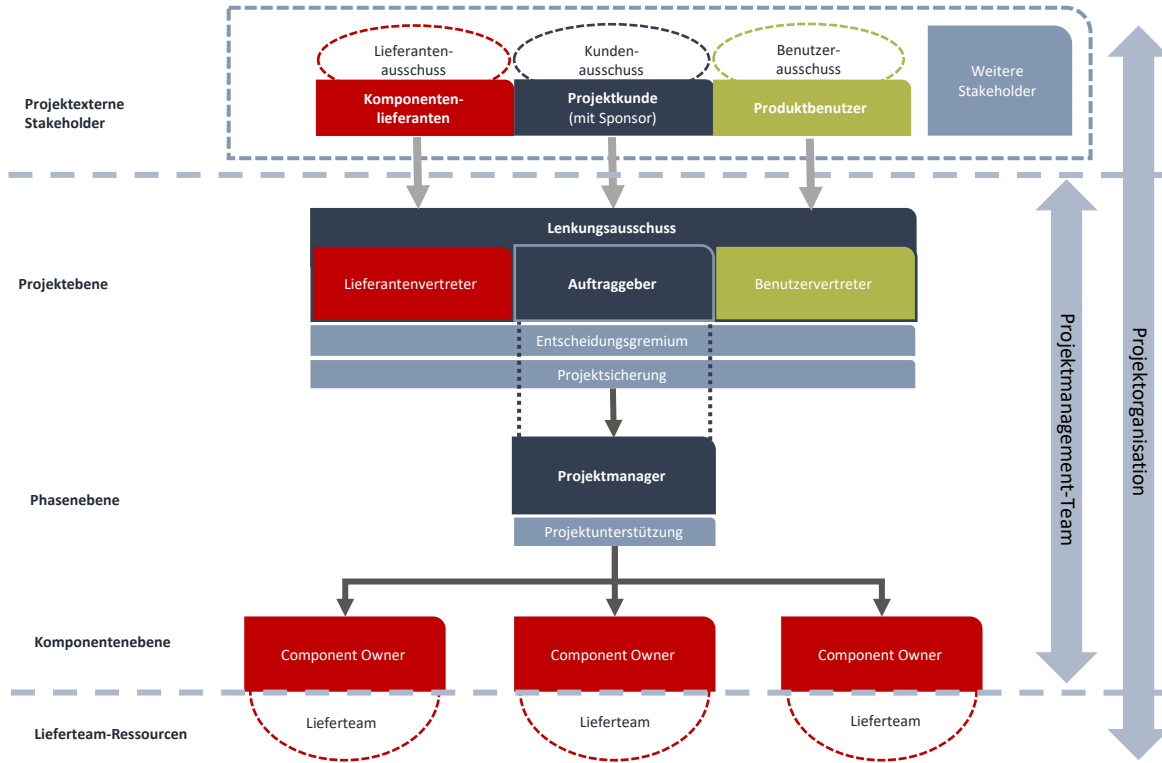 Lieferanten-
ausschuss
Kunden-
ausschuss
Benutzer-
ausschuss
Weitere
Stakeholder
Projektexterne
Stakeholder
Komponenten-
lieferanten
Projektkunde
(mit Sponsor)
Produktbenutzer
Lenkungsausschuss
Projektebene
Lieferantenvertreter
Auftraggeber
Benutzervertreter
Entscheidungsgremium
Projektsicherung
Projektmanager
Phasenebene
Projektunterstützung
Komponentenebene
Component Owner
Component Owner
Component Owner
Lieferteam-Ressourcen
Lieferteam
Lieferteam
Lieferteam
Projektmanagement-Team
Projektorganisation